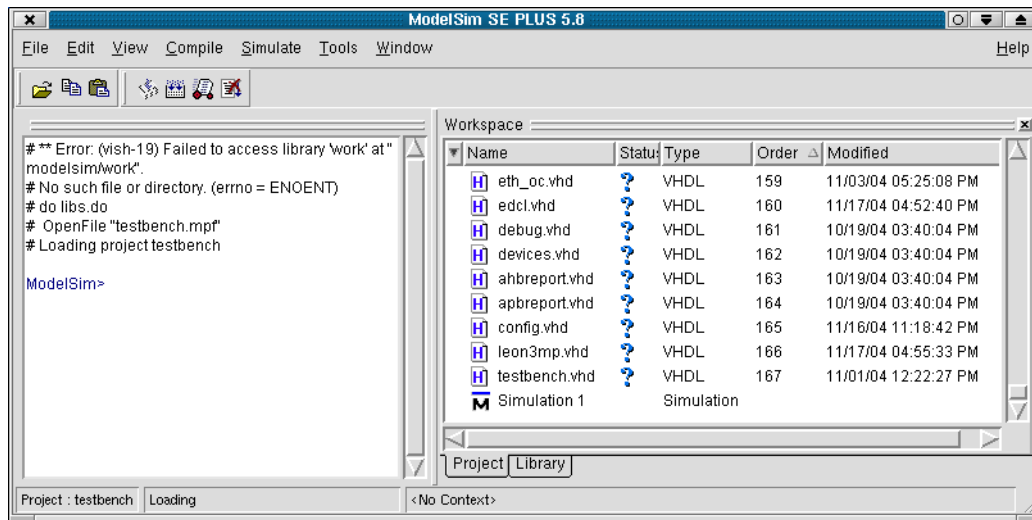 ModelSim SE PLUS 5.8
File Edit View Compile Simulate Tools Window Help
# ** Error: (vish-19) Failed to access library 'work' at "
modelsim/work".
# No such file or directory. (errno = ENOENT)
# do libs.do
# OpenFile "testbench.mpf"
# Loading project testbench
ModelSim>
Workspace
Name Status Type Order Modified
eth_oc.vhd ? VHDL 159 11/03/04 05:25:08 PM
edcl.vhd ? VHDL 160 11/17/04 04:52:40 PM
debug.vhd ? VHDL 161 10/19/04 03:40:04 PM
devices.vhd ? VHDL 162 10/19/04 03:40:04 PM
ahbreport.vhd ? VHDL 163 10/19/04 03:40:04 PM
apbreport.vhd ? VHDL 164 10/19/04 03:40:04 PM
config.vhd ? VHDL 165 11/16/04 11:18:42 PM
leon3mp.vhd ? VHDL 166 11/17/04 04:55:33 PM
testbench.vhd ? VHDL 167 11/01/04 12:22:27 PM
M Simulation 1 Simulation
Project Library
Project : testbench Loading <No Context>